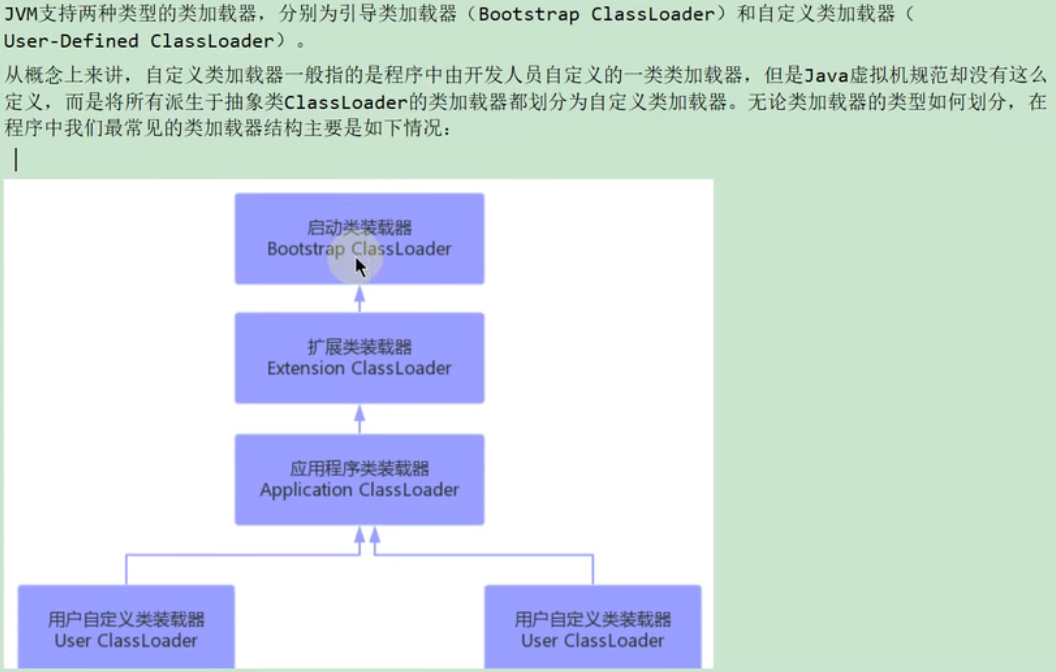 JVM支持两种类型的类加载器，分别为引导类加载器（Bootstrap ClassLoader）和自定义类加载器（
User-Defined ClassLoader）。
从概念上来讲，自定义类加载器一般指的是程序中由开发人员自定义的一类类加载器，但是Java虚拟机规范却没有这么
定义，而是将所有派生于抽象类ClassLoader的类加载器都划分为自定义类加载器。无论类加载器的类型如何划分，在
程序中我们最常见的类加载器结构主要是如下情况：
启动类装载器
Bootstrap ClassLoader
扩展类装载器
Extension ClassLoader
应用程序类装载器
Application ClassLoader
用户自定义类装载器
User ClassLoader
用户自定义类装载器
User ClassLoader